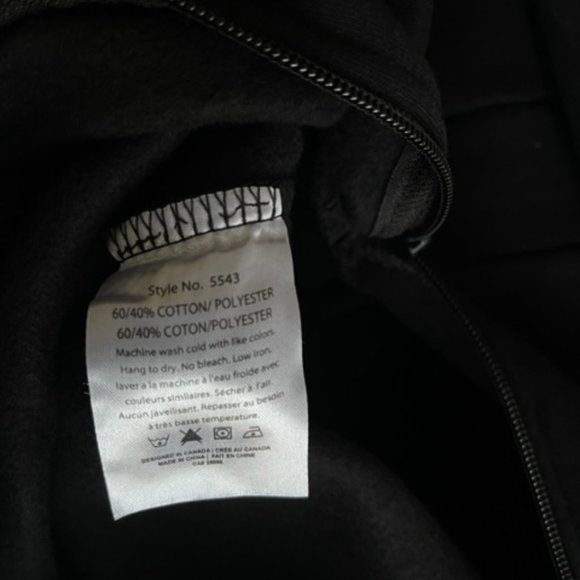 Style No. 5543
60/40% COTTON/ POLYESTER
60/40% COTON/POLYESTER
Machine wash cold with like colors.
Hang to dry. No bleach. Low iron.
laver a la machine à l'eau froide avec
couleurs similaires. Sécher à l'air.
Aucun javellisant. Repasser au besoin
à très basse temperature.
DESIGNED IN CANADA | CRÉE AU CANADA
MADE IN CHINA | FAIT EN CHINE